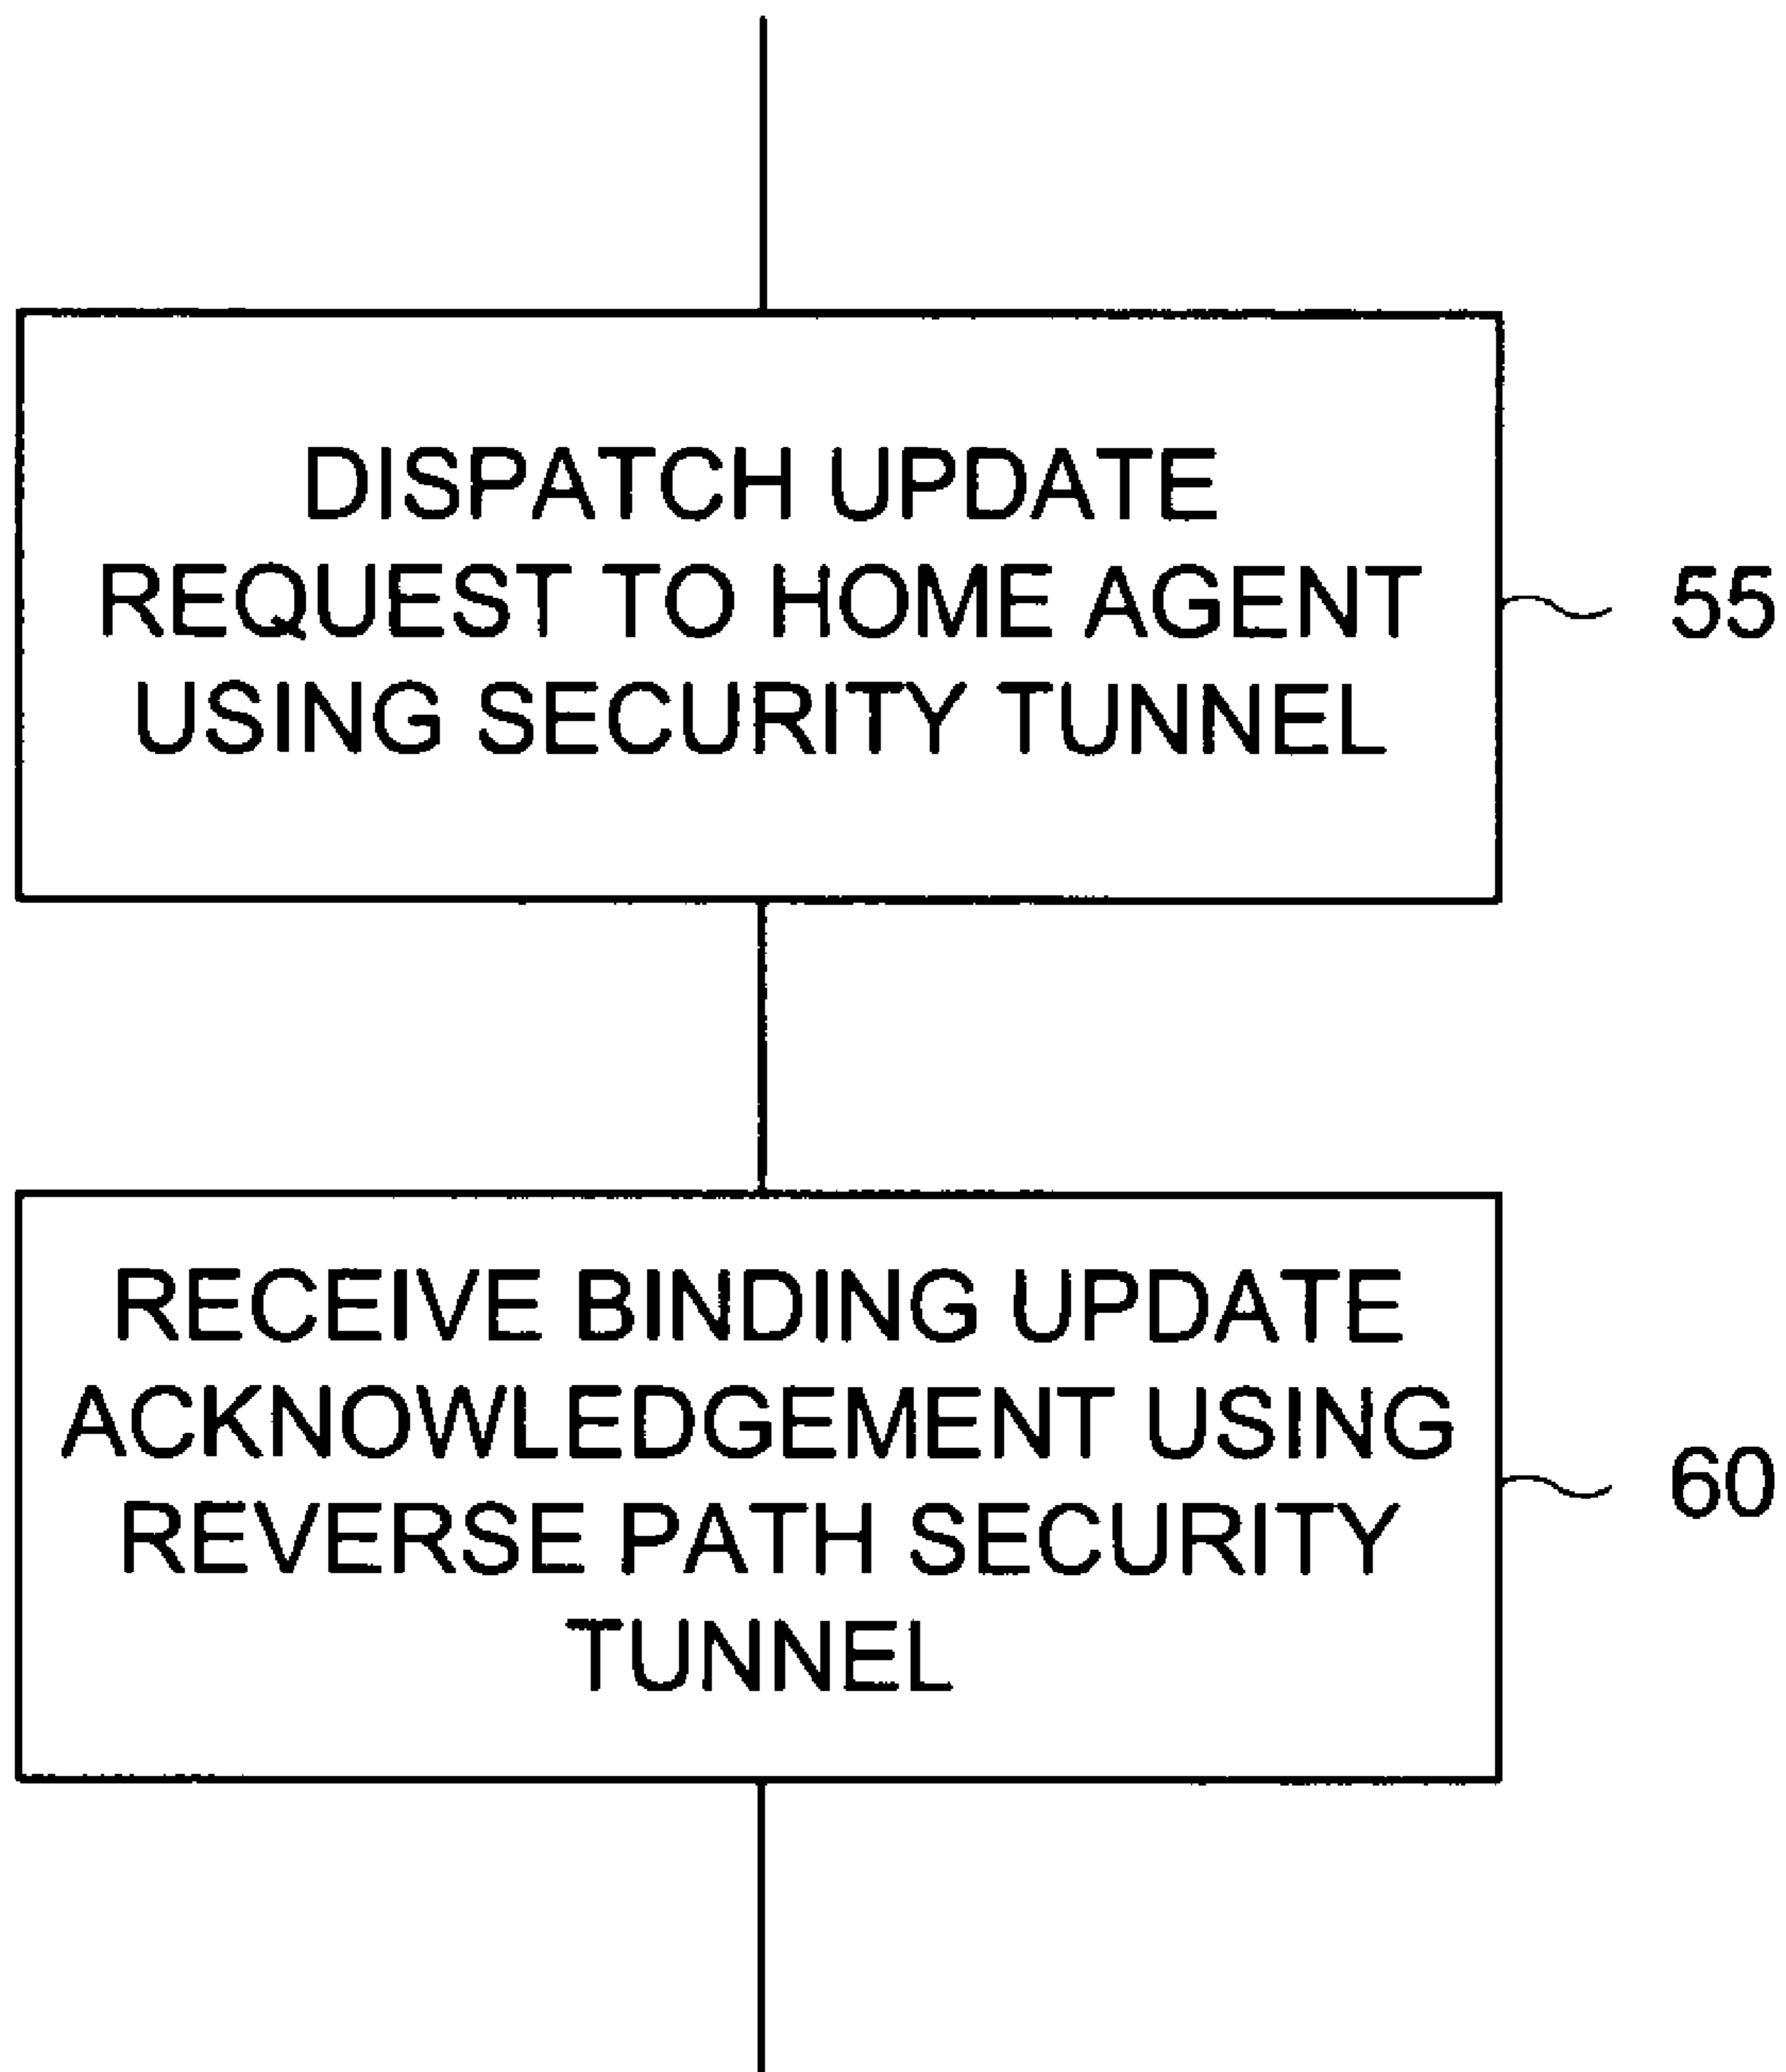 DISPATCH UPDATE
REQUEST TO HOME AGENT
USING SECURITY TUNNEL
55
RECEIVE BINDING UPDATE
ACKNOWLEDGEMENT USING
REVERSE PATH SECURITY
TUNNEL
60